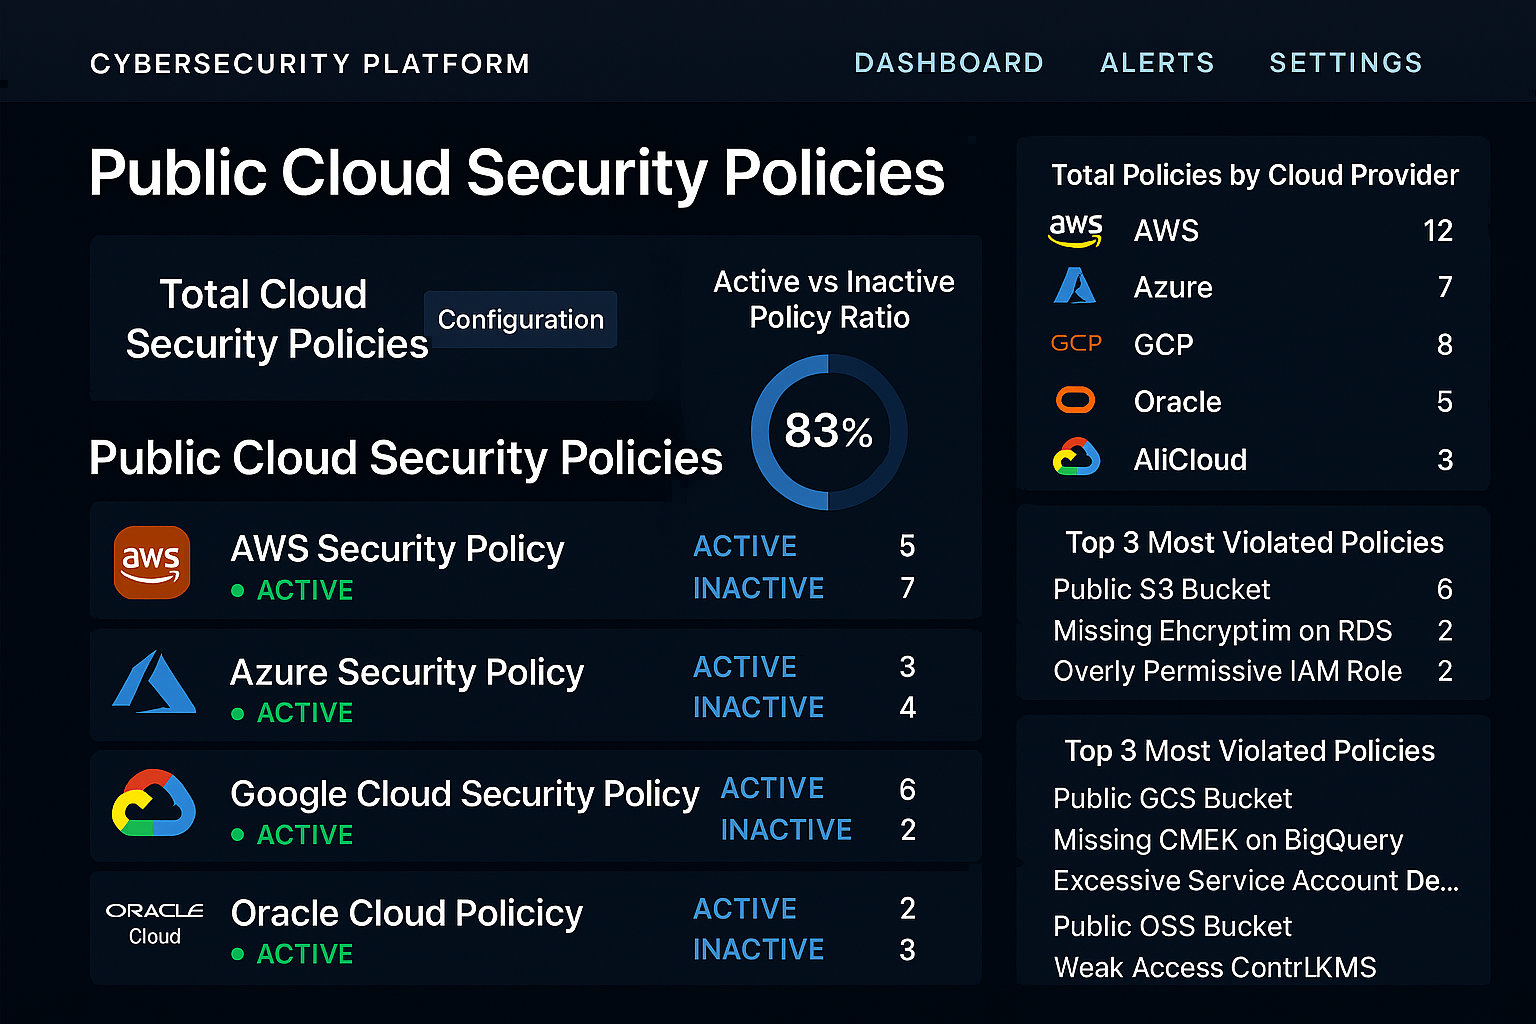 CYBERSECURITY PLATFORM
DASHBOARD ALERTS SETTINGS
Public Cloud Security Policies
Total Cloud
Security Policies
Configuration
Active vs Inactive
Policy Ratio
83%
Public Cloud Security Policies
aws
AWS Security Policy
ACTIVE
ACTIVE 5
INACTIVE 7
Azure Security Policy
ACTIVE
ACTIVE 3
INACTIVE 4
Google Cloud Security Policy
ACTIVE
ACTIVE 6
INACTIVE 2
ORACLE
Cloud
Oracle Cloud Policicy
ACTIVE
ACTIVE 2
INACTIVE 3
Total Policies by Cloud Provider
aws AWS 12
Azure 7
GCP GCP 8
Oracle 5
AliCloud 3
Top 3 Most Violated Policies
Public S3 Bucket 6
Missing Ehcryptim on RDS 2
Overly Permissive IAM Role 2
Top 3 Most Violated Policies
Public GCS Bucket
Missing CMEK on BigQuery
Excessive Service Account De...
Public OSS Bucket
Weak Access ContrLKMS